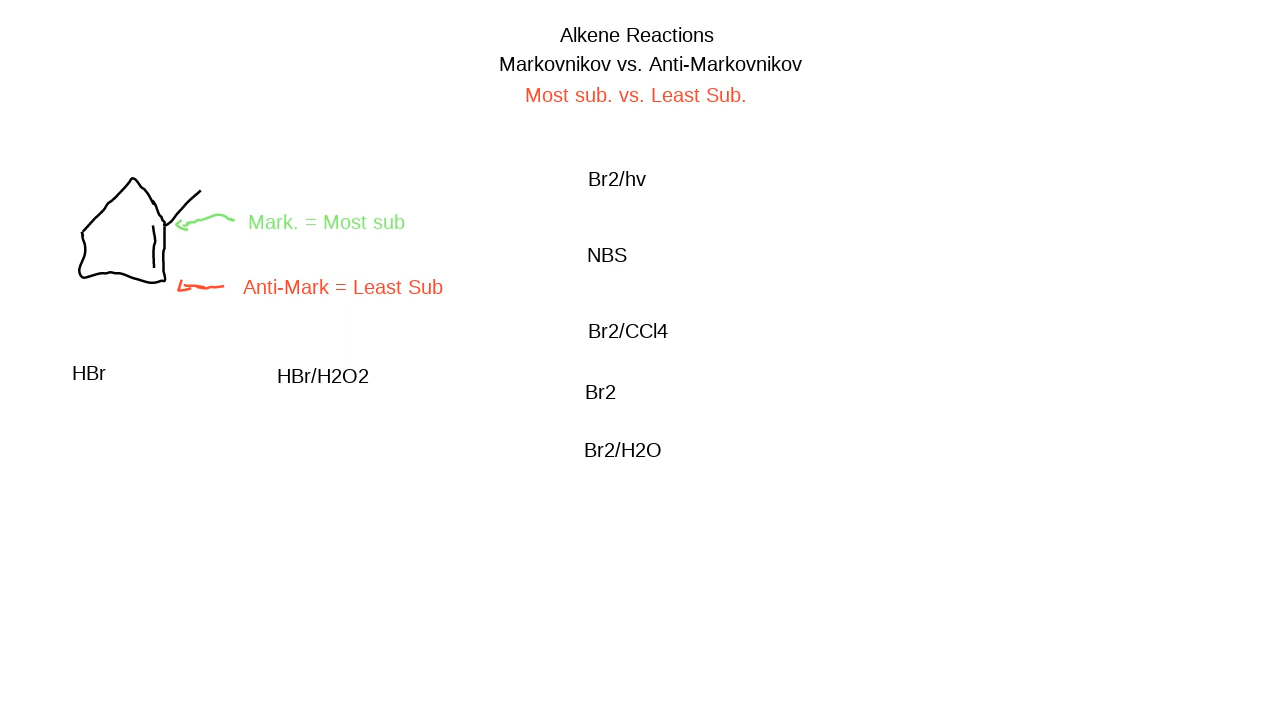 Alkene Reactions
Markovnikov vs. Anti-Markovnikov
Most sub. vs. Least Sub.
Mark. = Most sub
Anti-Mark = Least Sub
HBr
HBr/H2O2
Br2/hv
NBS
Br2/CCl4
Br2
Br2/H2O